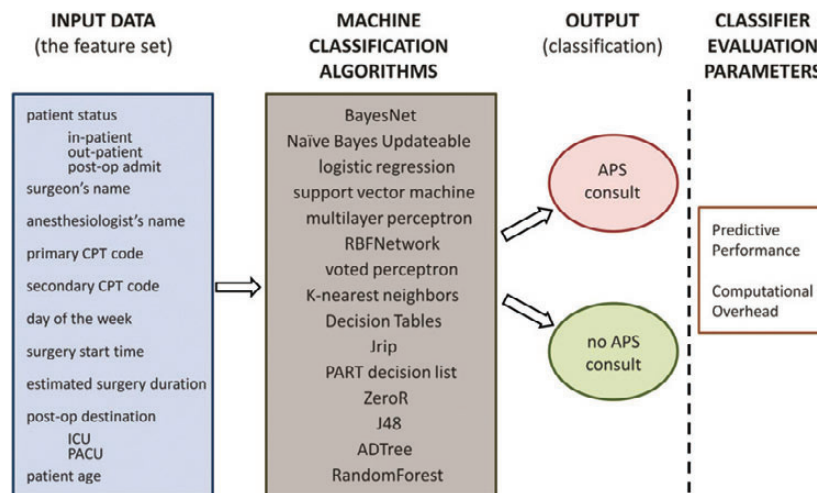 INPUT DATA
(the feature set)
patient status
in-patient
out-patient
post-op admit
surgeon's name
anesthesiologist's name
primary CPT code
secondary CPT code
day of the week
surgery start time
estimated surgery duration
post-op destination
ICU
PACU
patient age
MACHINE
CLASSIFICATION
ALGORITHMS
BayesNet
Naïve Bayes Updateable
logistic regression
support vector machine
multilayer perceptron
RBFNetwork
voted perceptron
K-nearest neighbors
Decision Tables
Jrip
PART decision list
ZeroR
J48
ADTree
RandomForest
OUTPUT
(classification)
APS
consult
no APS
consult
CLASSIFIER
EVALUATION
PARAMETERS
Predictive
Performance
Computational
Overhead